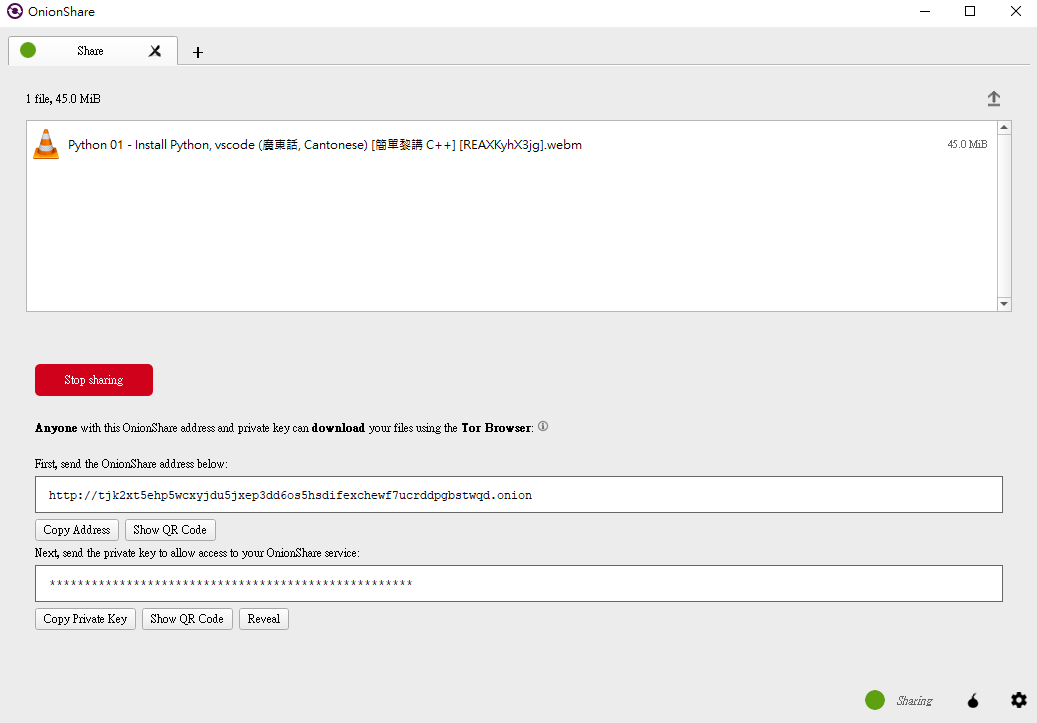 OnionShare
Share
+
1 file, 45.0 MiB
Python 01 - Install Python, vscode (廣東話, Cantonese) [簡單黎講 C++] [REAXKyhX3jg].webm 45.0 MiB
Stop sharing
Anyone with this OnionShare address and private key can download your files using the Tor Browser:
First, send the OnionShare address below:
http://tjk2xt5ehp5wcxyjdu5jxep3dd6os5hsdifexchewf7ucrddpgbstwqd.onion
Copy Address Show QR Code
Next, send the private key to allow access to your OnionShare service:
****************************************************
Copy Private Key Show QR Code Reveal
Sharing